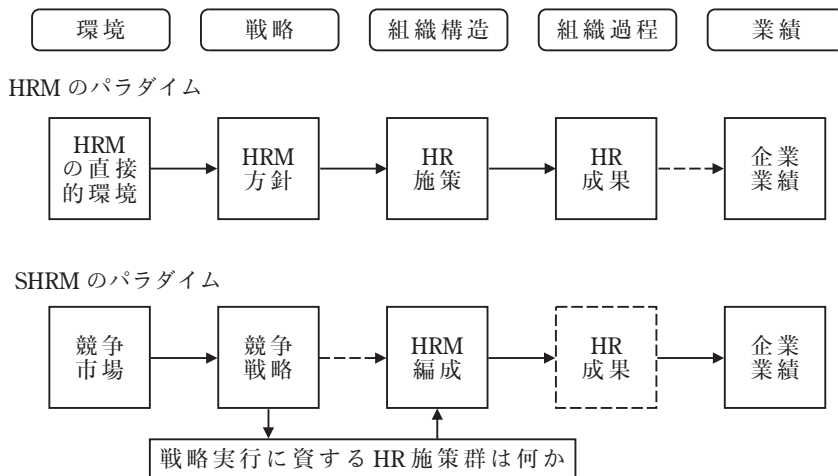 環境 戦略 組織構造 組織過程 業績
HRM のパラダイム
HRM
の直接
的環境
HRM
方針
HR
施策
HR
成果
企業
業績
SHRM のパラダイム
競争
市場
競争
戦略
HRM
編成
HR
成果
企業
業績
戦略実行に資する HR 施策群は何か